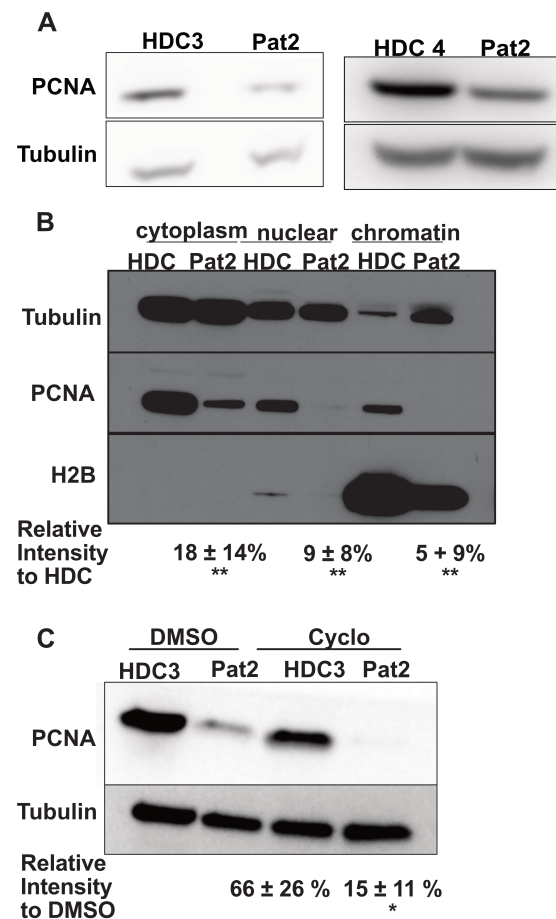 A
HDC3 Pat2 HDC 4 Pat2
PCNA
Tubulin
B
cytoplasm nuclear chromatin
HDC Pat2 HDC Pat2 HDC Pat2
Tubulin
PCNA
H2B
Relative
Intensity 18 ± 14% 9 ± 8% 5 + 9%
to HDC ** ** **
C
DMSO Cyclo
HDC3 Pat2 HDC3 Pat2
PCNA
Tubulin
Relative
Intensity 66 ± 26 % 15 ± 11 %
to DMSO *